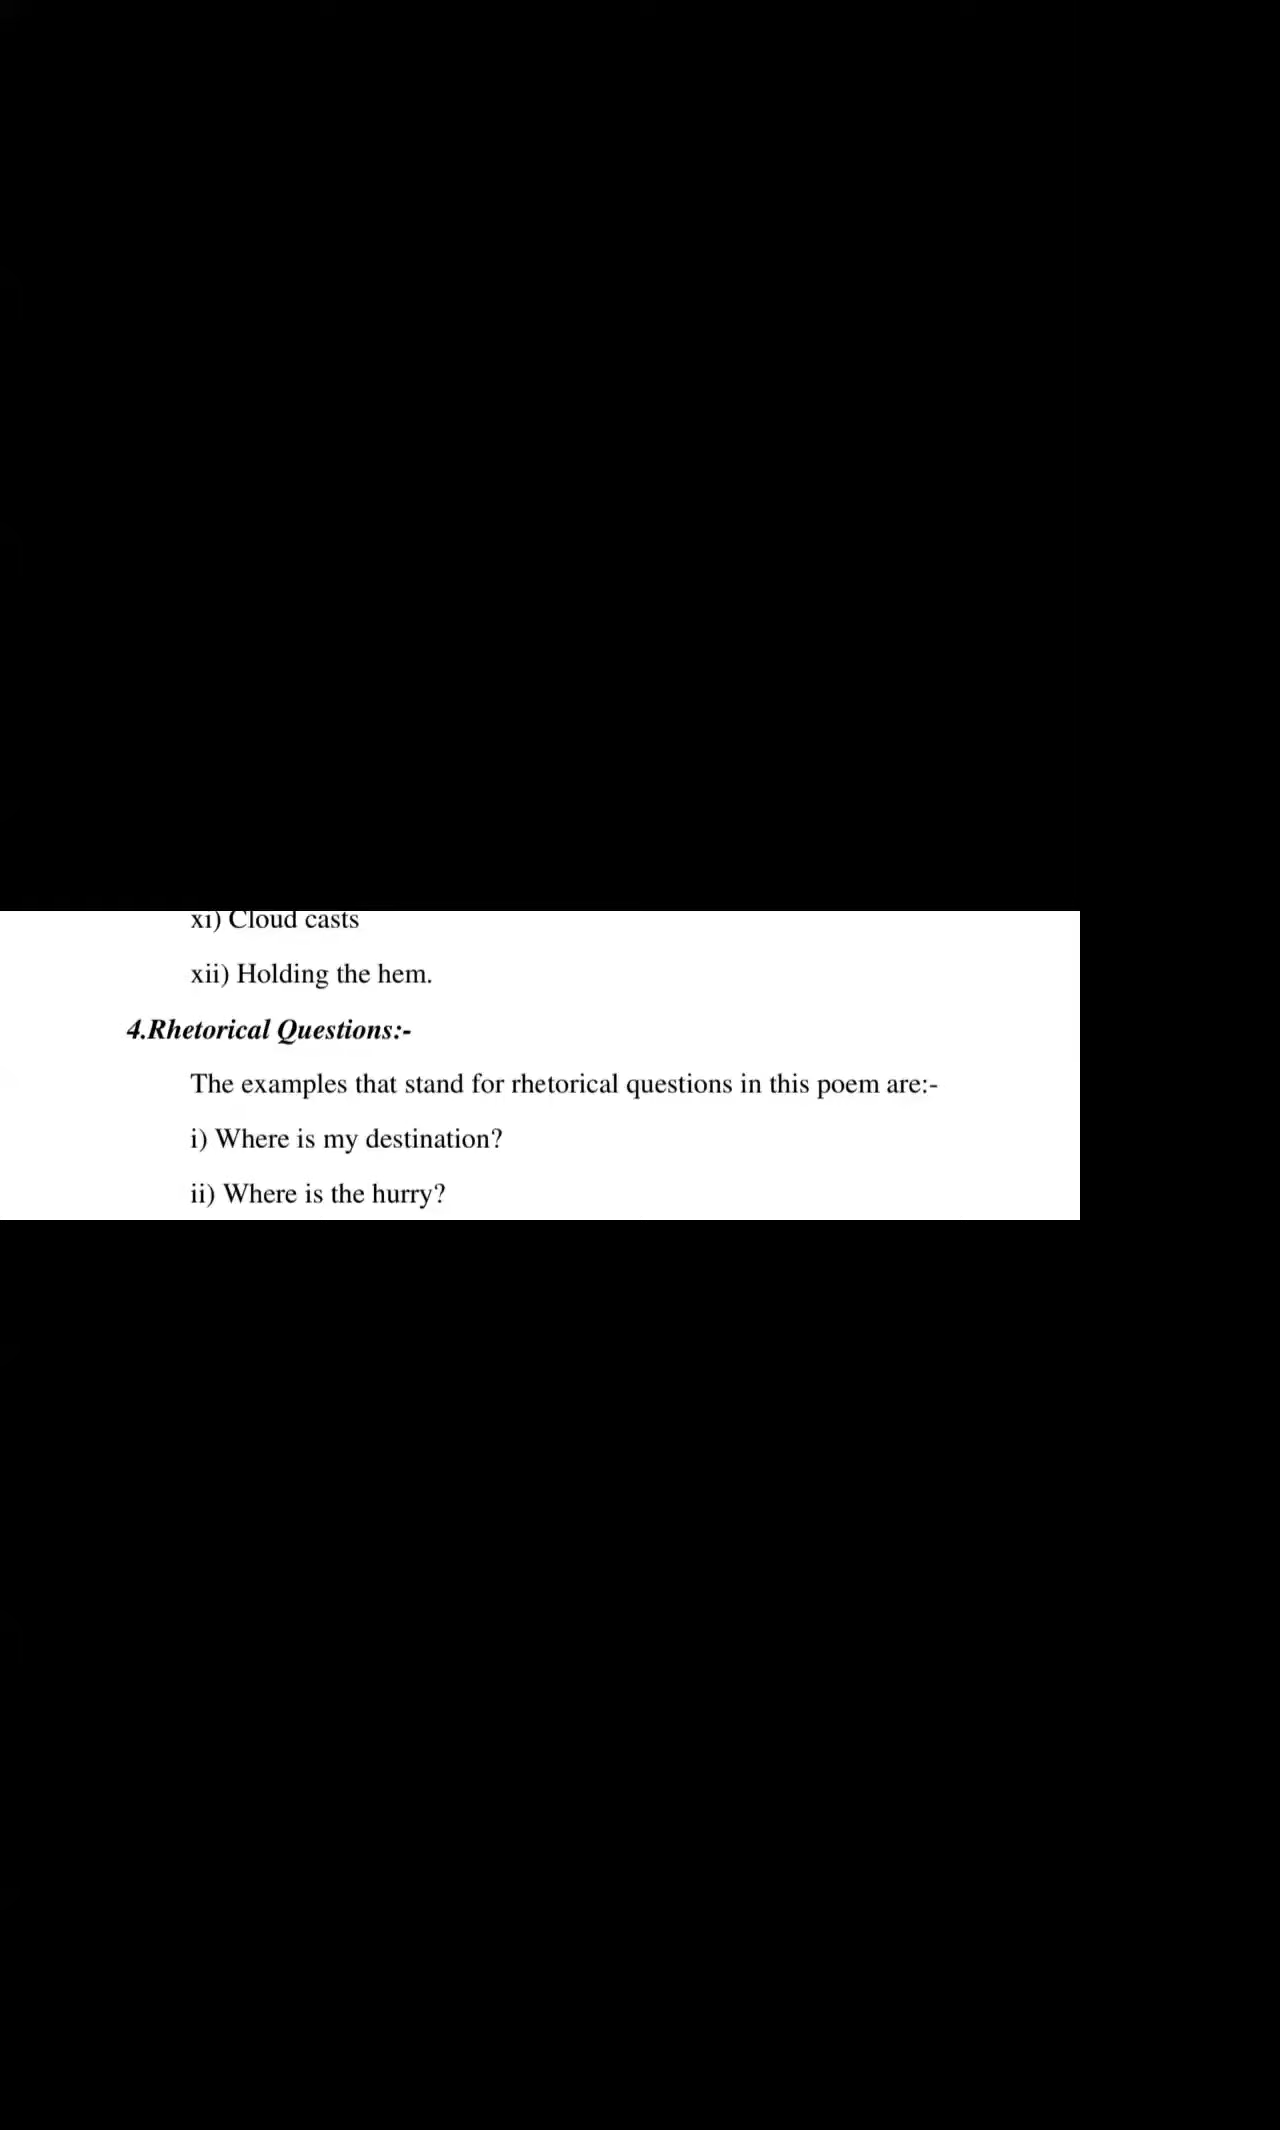 xi) Cloud casts
xii) Holding the hem.
4.Rhetorical Questions:-
The examples that stand for rhetorical questions in this poem are:-
i) Where is my destination?
ii) Where is the hurry?